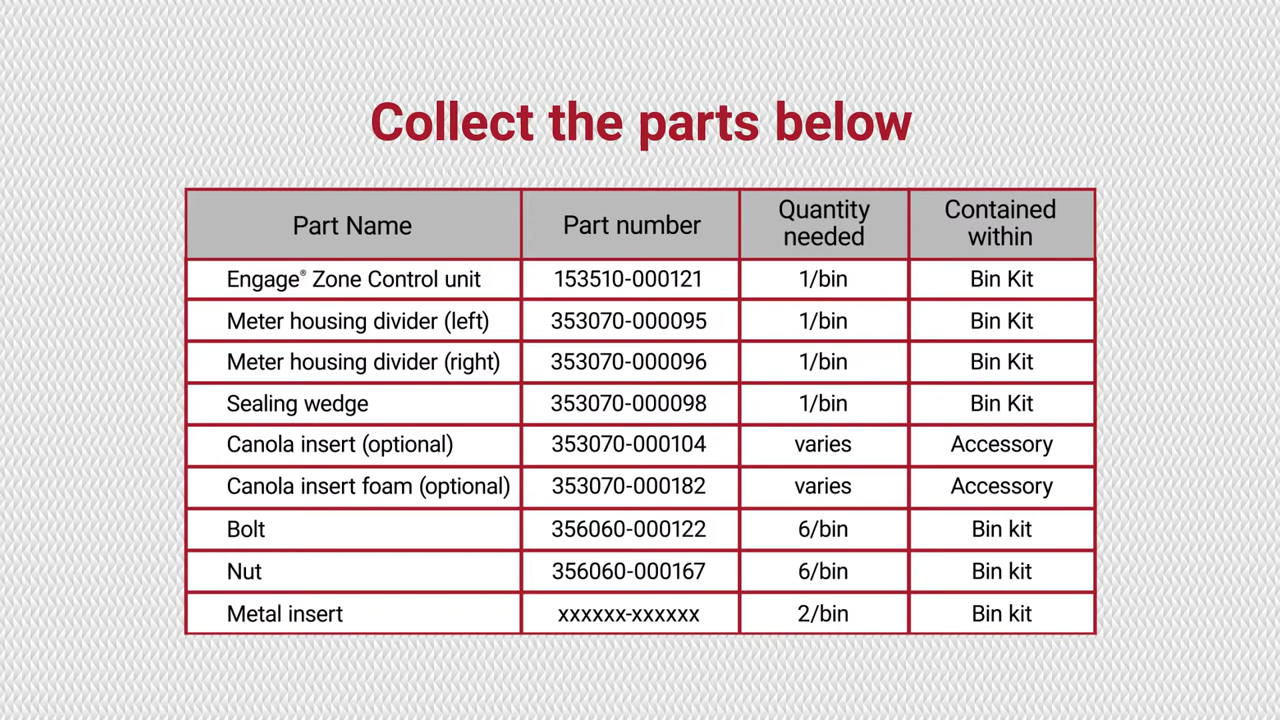 Collect the parts below
Part Name Part number Quantity needed Contained within
Engage® Zone Control unit 153510-000121 1/bin Bin Kit
Meter housing divider (left) 353070-000095 1/bin Bin Kit
Meter housing divider (right) 353070-000096 1/bin Bin Kit
Sealing wedge 353070-000098 1/bin Bin Kit
Canola insert (optional) 353070-000104 varies Accessory
Canola insert foam (optional) 353070-000182 varies Accessory
Bolt 356060-000122 6/bin Bin kit
Nut 356060-000167 6/bin Bin kit
Metal insert xxxxxx-xxxxxx 2/bin Bin kit